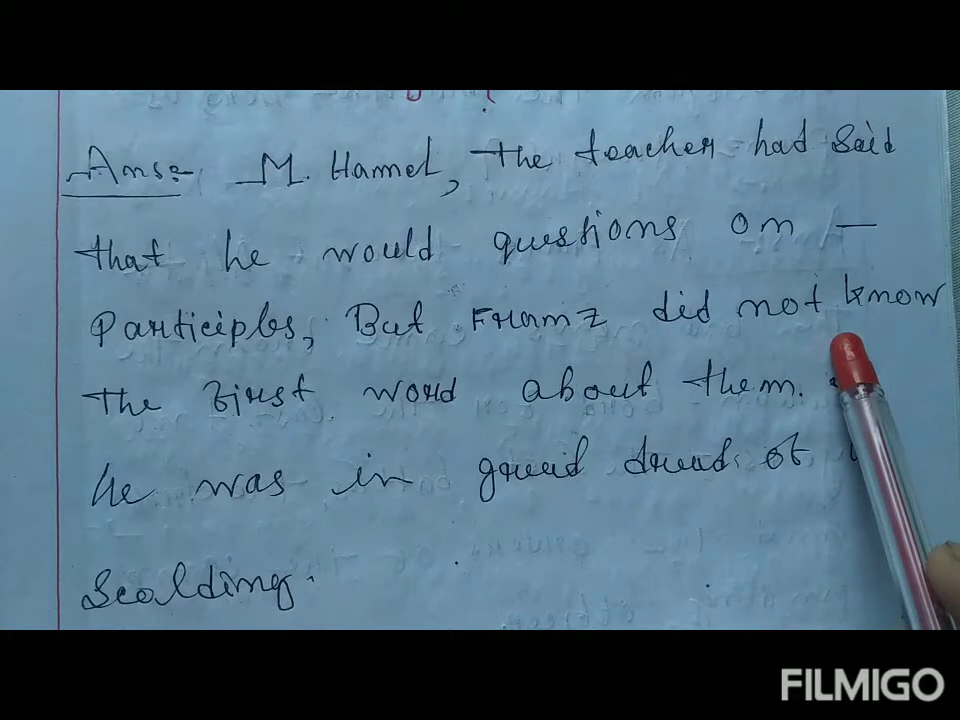 Ans:- M. Hamel, the teacher had said
that he would questions on —
Participles, But Franz did not know
the first word about them.
he was in great dread of
Scolding.
FILMIGO